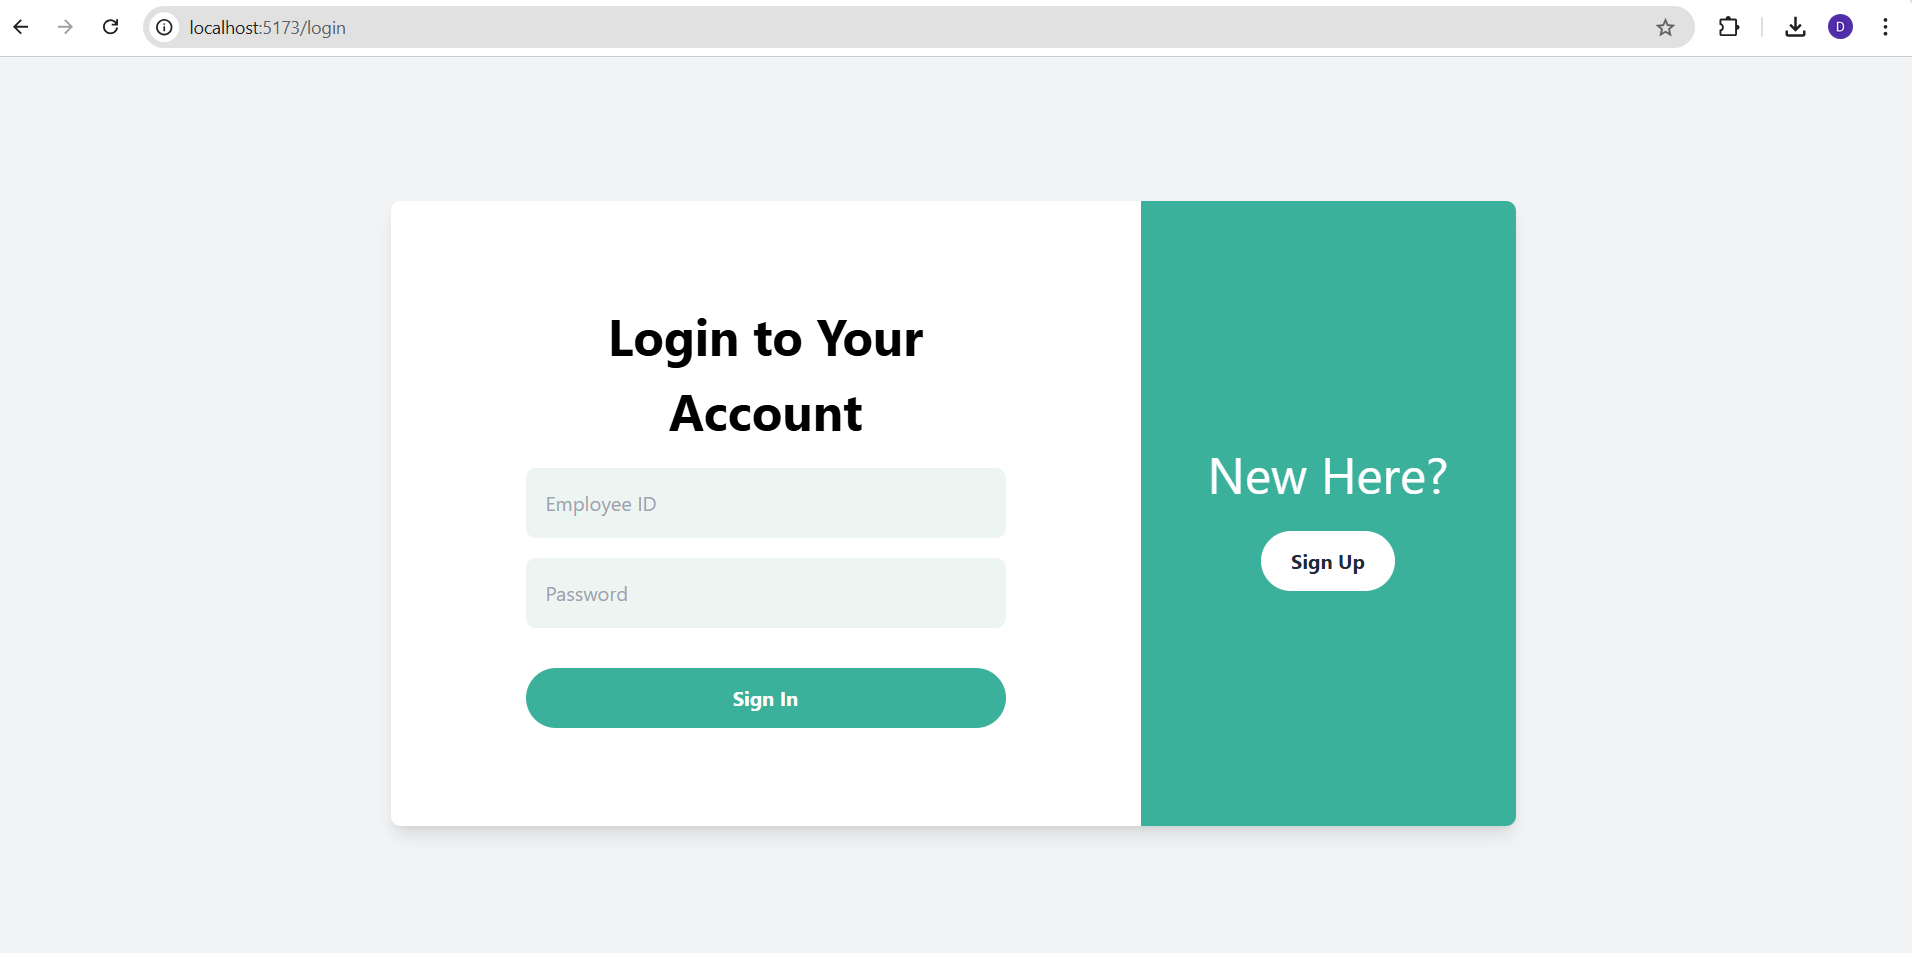 localhost:5173/login
D
Login to Your
Account
Employee ID
Password
Sign In
New Here?
Sign Up